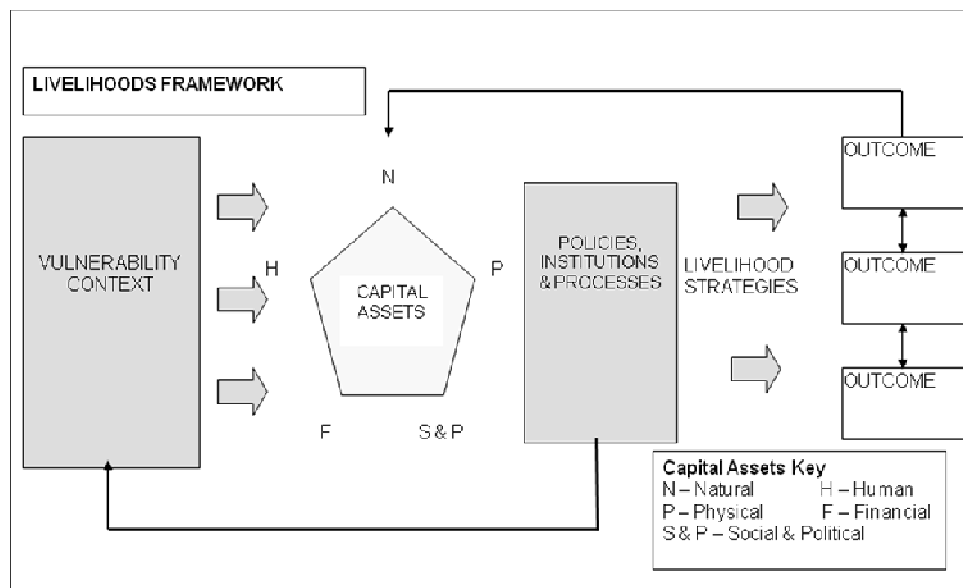 LIVELIHOODS FRAMEWORK
VULNERABILITY
CONTEXT
N
H
P
CAPITAL
ASSETS
F
S & P
POLICIES,
INSTITUTIONS
& PROCESSES
LIVELIHOOD
STRATEGIES
OUTCOME
OUTCOME
OUTCOME
Capital Assets Key
N – Natural H – Human
P – Physical F – Financial
S & P – Social & Political